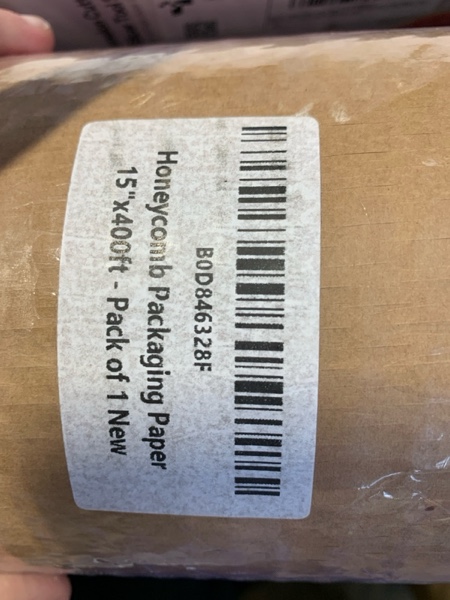 B0D846328F
Honeycomb Packaging Paper
15"x400ft - Pack of 1 New